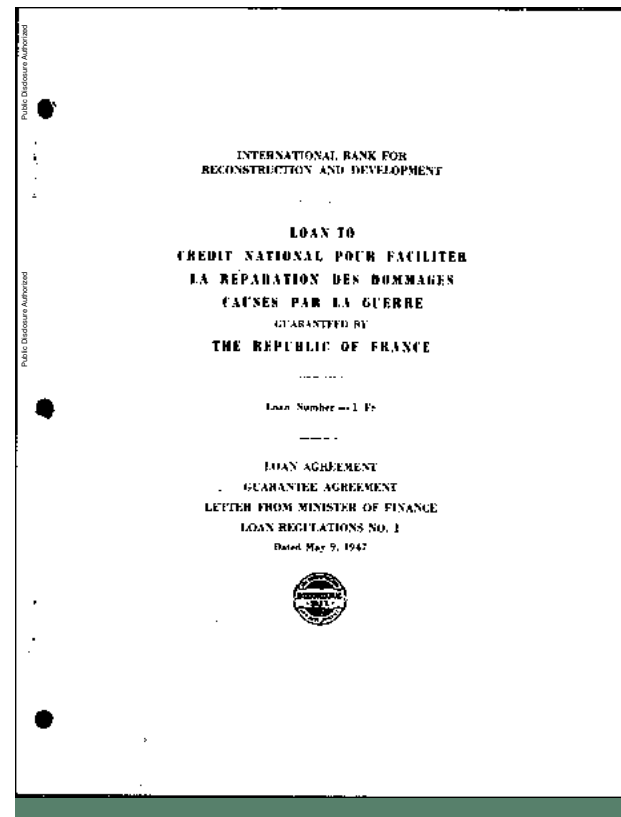 Public Disclosure Authorized
Public Disclosure Authorized
INTERNATIONAL BANK FOR
RECONSTRUCTION AND DEVELOPMENT
LOAN TO
CREDIT NATIONAL POUR FACILITER
LA REPARATION DES DOMMAGES
CAUSÉS PAR LA GUERRE
GUARANTEED BY
THE REPUBLIC OF FRANCE
Loan Number — 1 Fr
LOAN AGREEMENT
GUARANTEE AGREEMENT
LETTER FROM MINISTER OF FINANCE
LOAN REGULATIONS NO. 1
Dated May 9, 1947